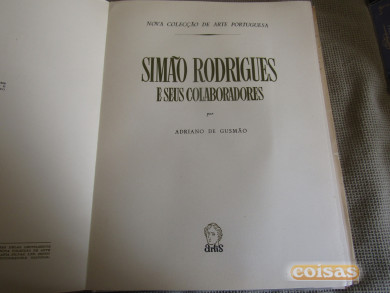 NOVA COLECÇÃO DE ARTE PORTUGUESA
SIMÃO RODRIGUES
E SEUS COLABORADORES
por
ADRIANO DE GUSMÃO
artis
coisas